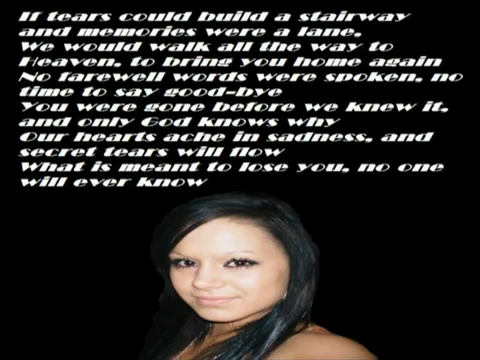 If tears could build a stairway
and memories were a lane,
We would walk all the way to
Heaven, to bring you home again
No farewell words were spoken, no
time to say good-bye
You were gone before we knew it,
and only God knows why
Our hearts ache in sadness, and
secret tears will flow
What is meant to lose you, no one
will ever know